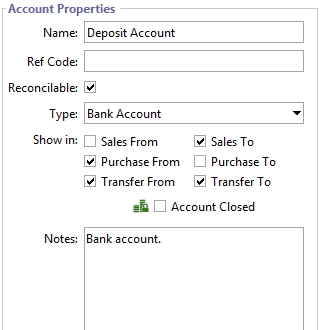 Account Properties
Name: Deposit Account
Ref Code:
Reconcilable:
Type: Bank Account
Show in: Sales From Sales To
Purchase From Purchase To
Transfer From Transfer To
Account Closed
Notes: Bank account.